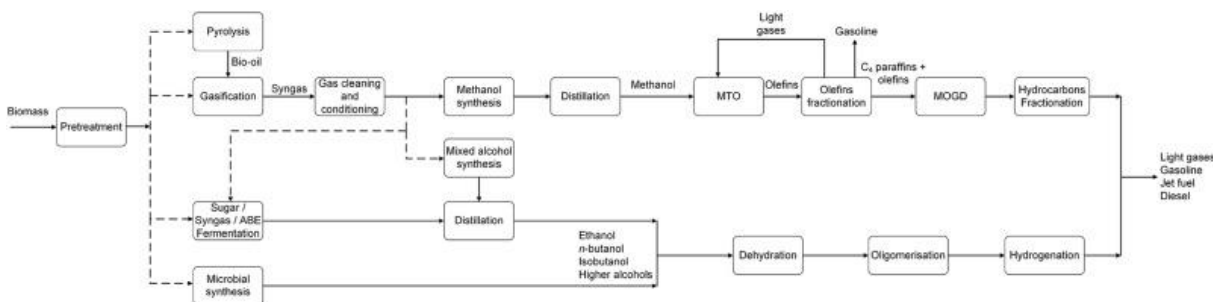 Biomass
Pretreatment
Pyrolysis
Bio-oil
Gasification
Syngas
Gas cleaning
and
conditioning
Methanol
synthesis
Distillation
Methanol
Light
gases
MTO
Olefins
Gasoline
Olefins
fractionation
C₄ paraffins +
olefins
MOGD
Hydrocarbons
Fractionation
Mixed alcohol
synthesis
Sugar /
Syngas / ABE
Fermentation
Distillation
Microbial
synthesis
Ethanol
n-butanol
Isobutanol
Higher alcohols
Dehydration
Oligomerisation
Hydrogenation
Light gases
Gasoline
Jet fuel
Diesel